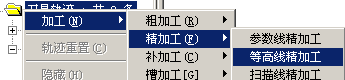 加工(N)
粗加工(R)
精加工(F)
参数线精加工
轨迹重置(C)
补加工(C)
等高线精加工
隐藏(H)
槽加工[G]
扫描线精加工